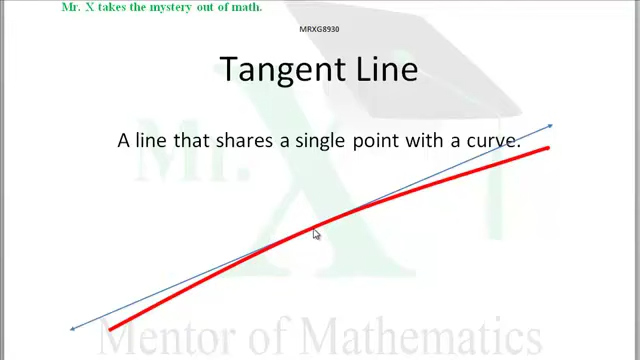 Mr. X takes the mystery out of math.
MRXG8930
Tangent Line
A line that shares a single point with a curve.
Mr.
X
Mentor of Mathematics